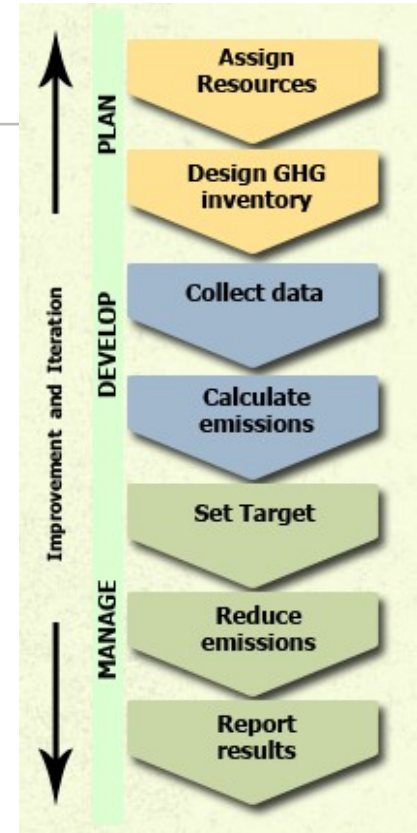 PLAN
Assign
Resources
Design GHG
inventory
Improvement and Iteration
DEVELOP
Collect data
Calculate
emissions
MANAGE
Set Target
Reduce
emissions
Report
results